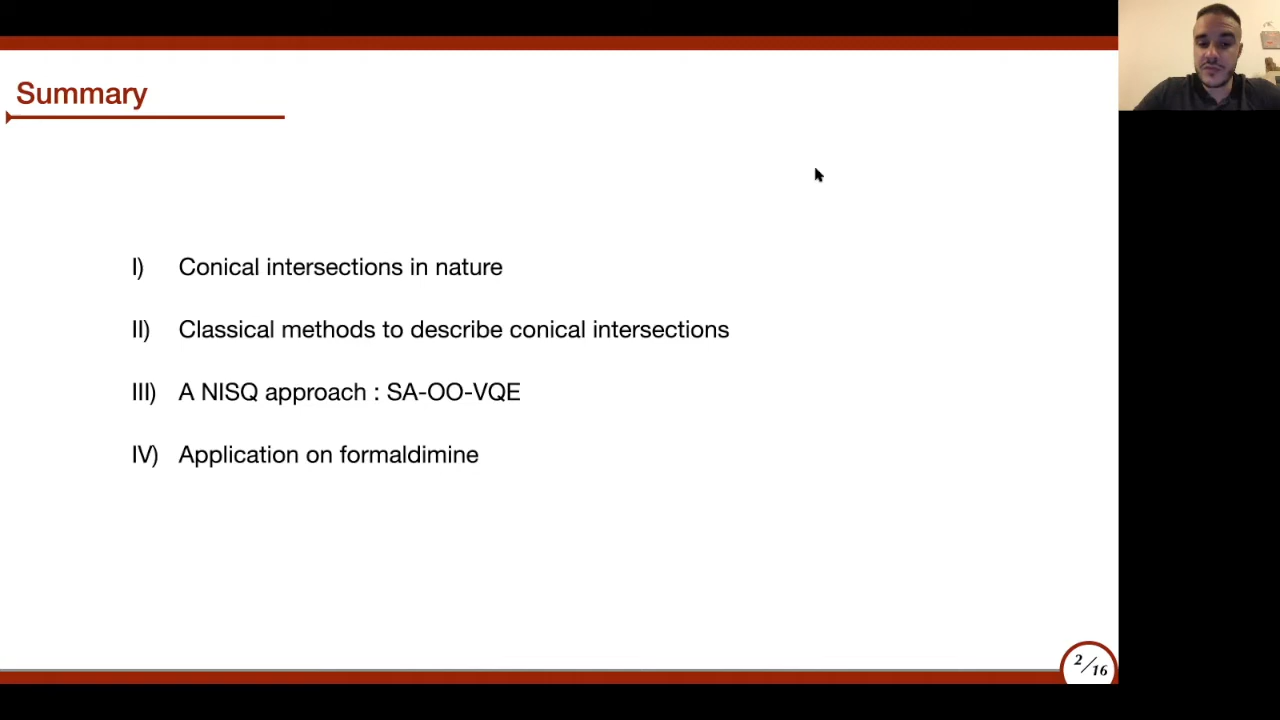 Summary
I) Conical intersections in nature
II) Classical methods to describe conical intersections
III) A NISQ approach : SA-OO-VQE
IV) Application on formaldimine
2/16